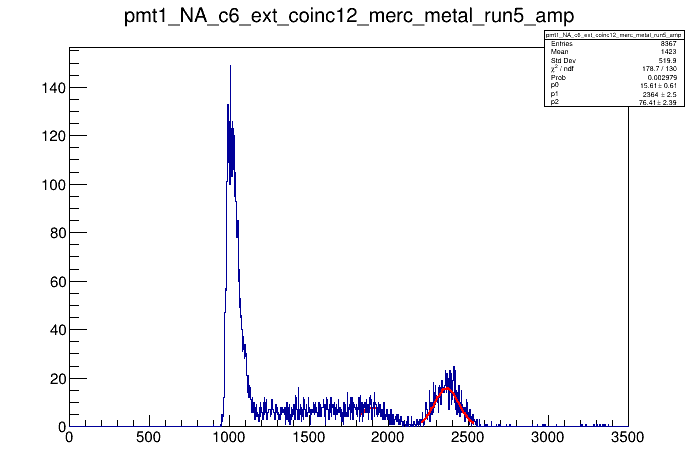 pmt1_NA_c6_ext_coinc12_merc_metal_run5_amp
pmt1_NA_c6_ext_coinc12_merc_metal_run5_amp
Entries 8367
Mean 1423
Std Dev 519.9
χ² / ndf 178.7 / 130
Prob 0.002979
p0 15.61 ± 0.61
p1 2364 ± 2.5
p2 76.41 ± 2.39
140
120
100
80
60
40
20
0
0 500 1000 1500 2000 2500 3000 3500